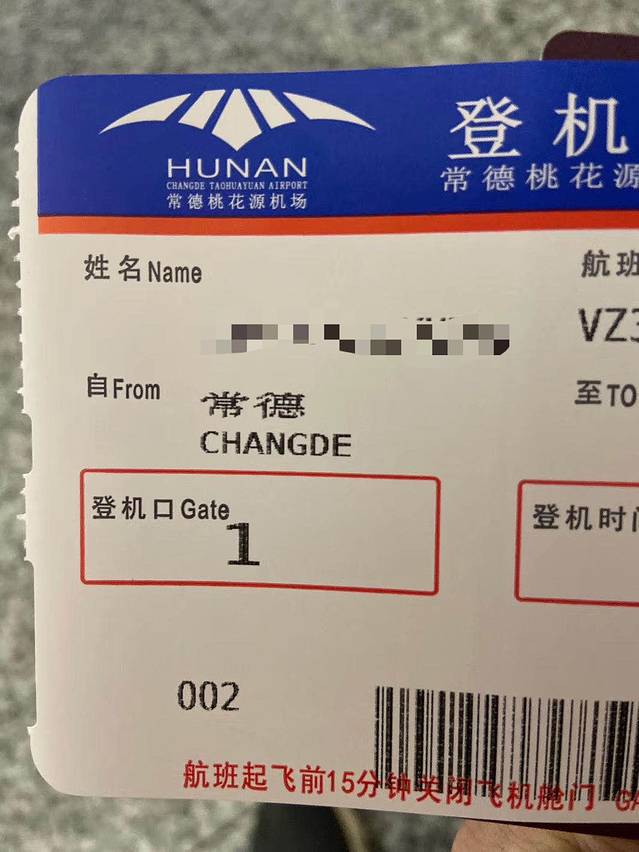 HUNAN
CHANGDE TAOHUAYUAN AIRPORT
常德桃花源机场
登机
常德桃花源
姓名Name
航班
VZ3
自From
至TO
常德
CHANGDE
登机口Gate
1
登机时间
002
航班起飞前15分钟关闭飞机舱门 GA